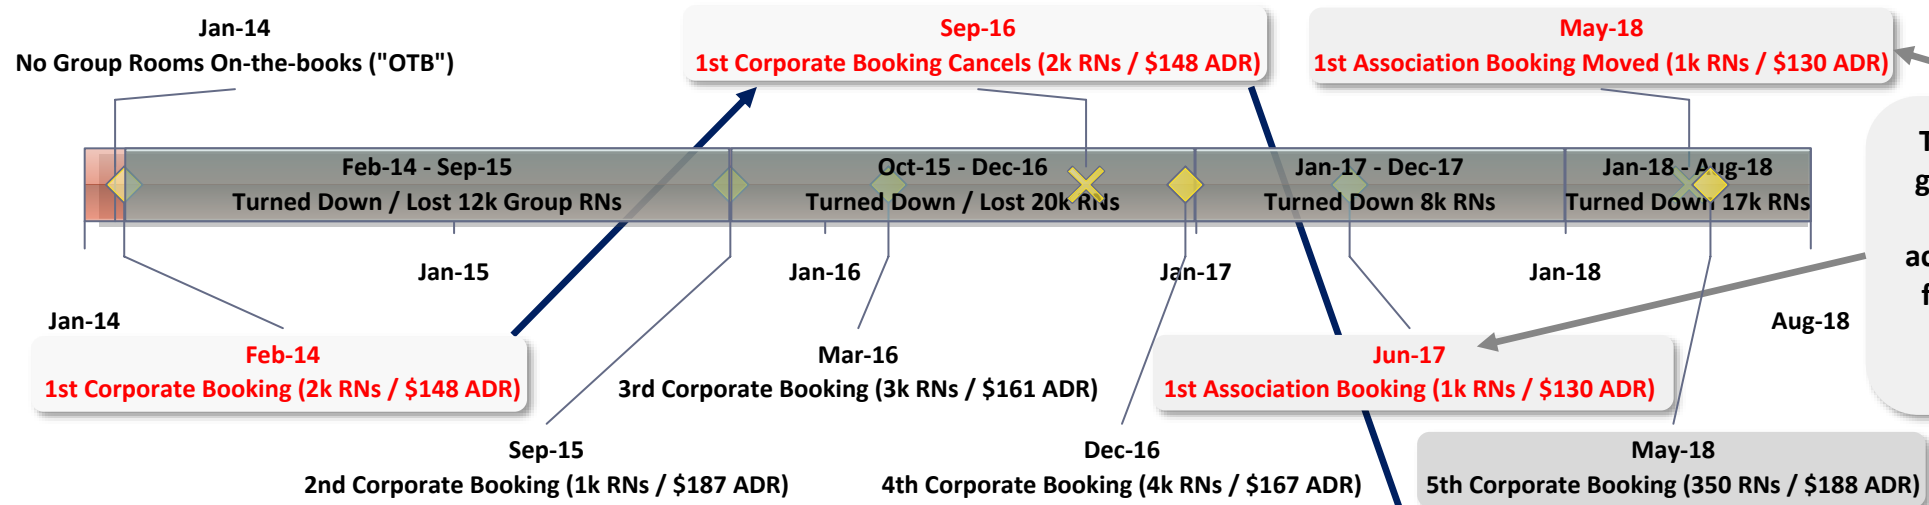 Jan-14
No Group Rooms On-the-books ("OTB")
Sep-16
1st Corporate Booking Cancels (2k RNs / $148 ADR)
May-18
1st Association Booking Moved (1k RNs / $130 ADR)
Feb-14 - Sep-15
Turned Down / Lost 12k Group RNs
Oct-15 - Dec-16
Turned Down / Lost 20k RNs
Jan-17 - Dec-17
Turned Down 8k RNs
Jan-18 - Aug-18
Turned Down 17k RNs
Jan-14
Jan-15
Jan-16
Jan-17
Jan-18
Aug-18
Feb-14
1st Corporate Booking (2k RNs / $148 ADR)
Mar-16
3rd Corporate Booking (3k RNs / $161 ADR)
Jun-17
1st Association Booking (1k RNs / $130 ADR)
Sep-15
2nd Corporate Booking (1k RNs / $187 ADR)
Dec-16
4th Corporate Booking (4k RNs / $167 ADR)
May-18
5th Corporate Booking (350 RNs / $188 ADR)